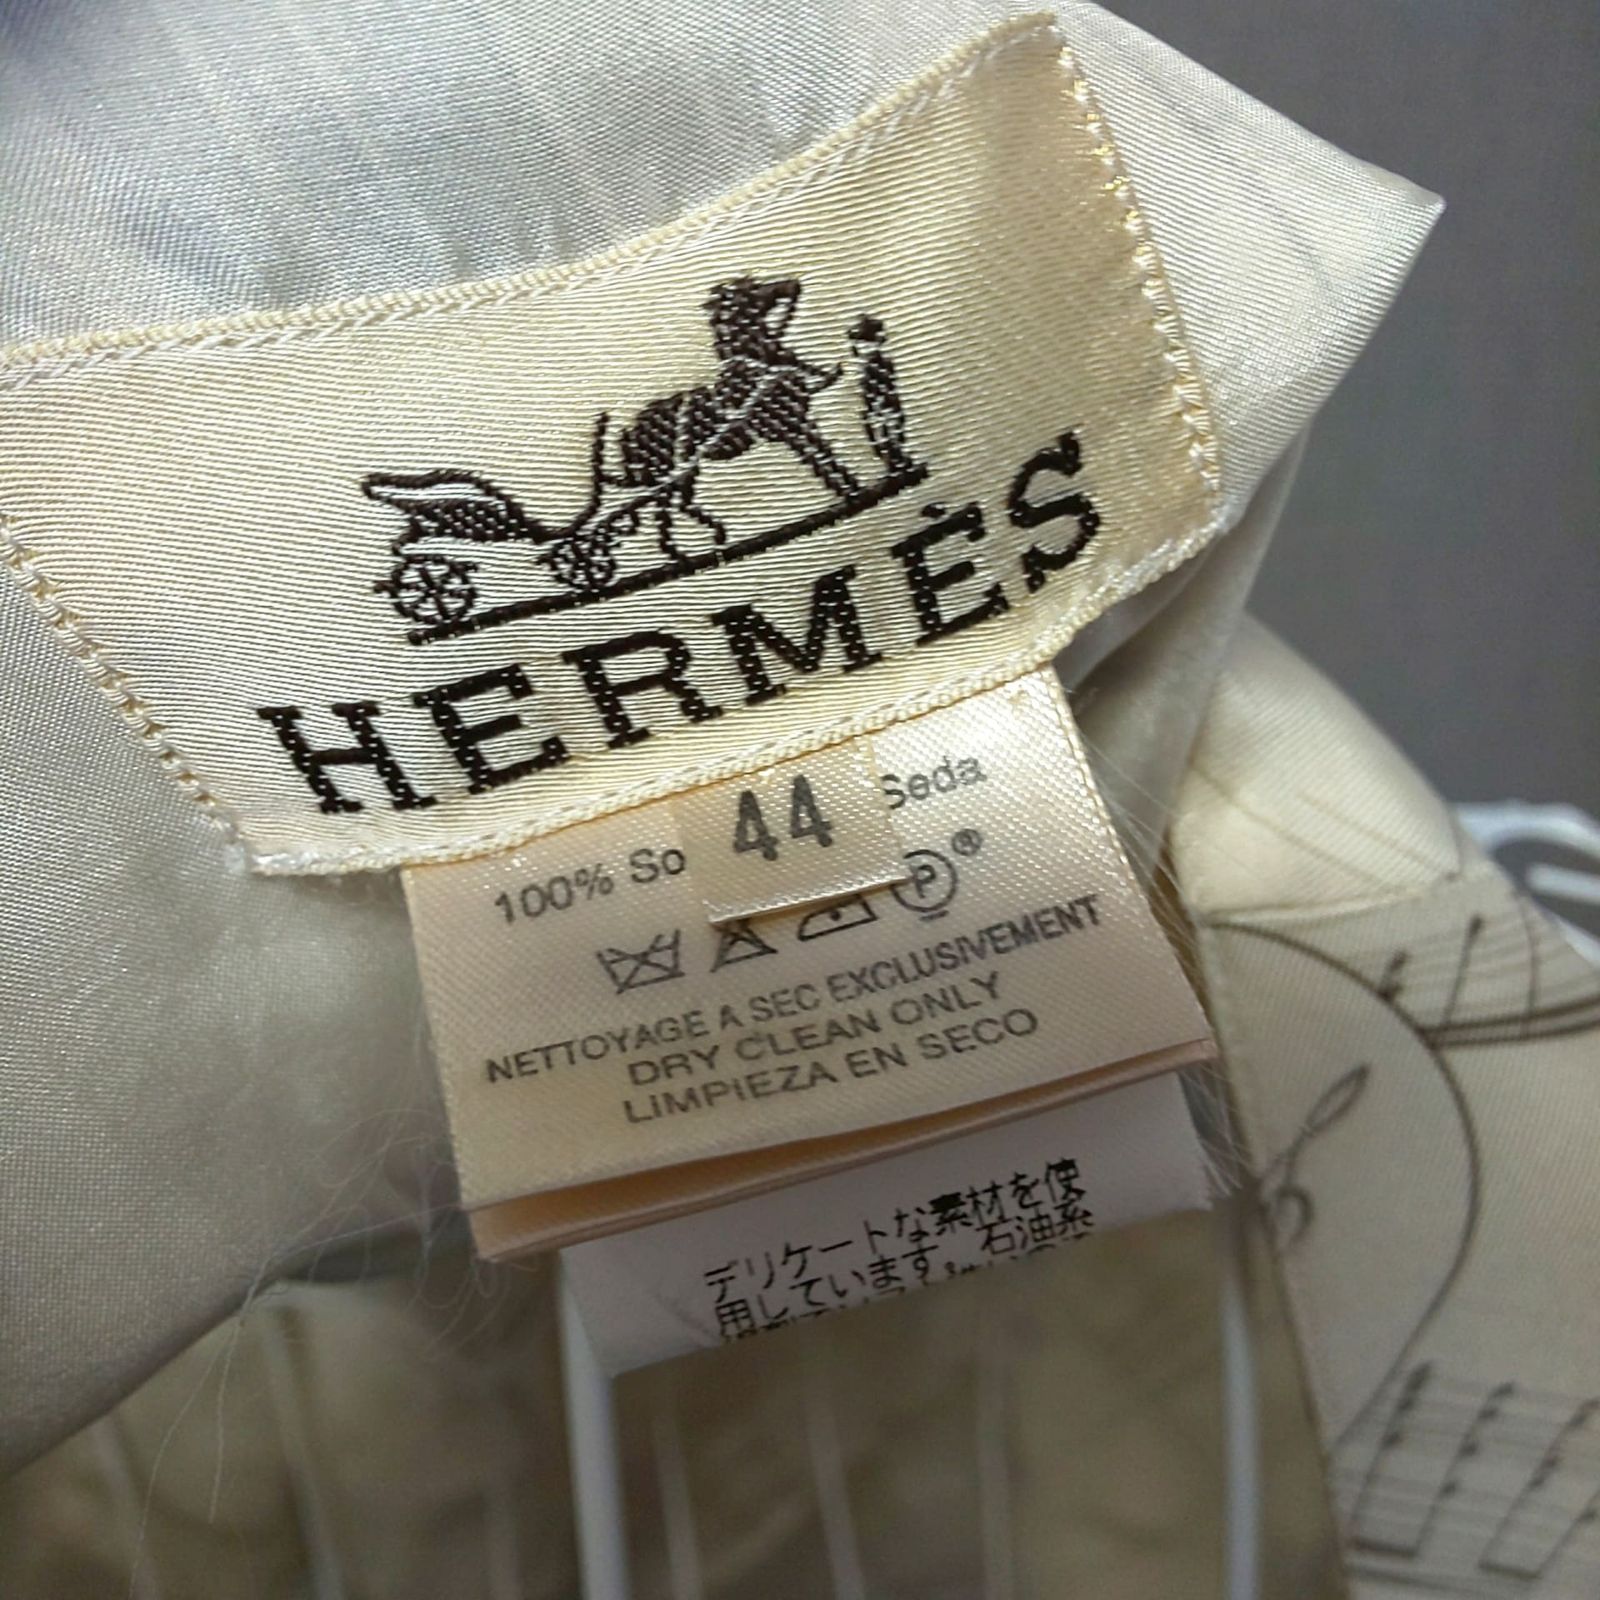 HERMÈS
44
100% So Seda
P®
NETTOYAGE A SEC EXCLUSIVEMENT
DRY CLEAN ONLY
LIMPIEZA EN SECO
デリケートな素材を使
用しています。石油系